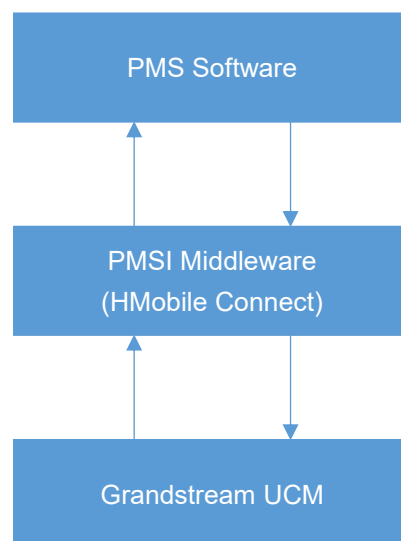 PMS Software
PMSI Middleware
(HMobile Connect)
Grandstream UCM